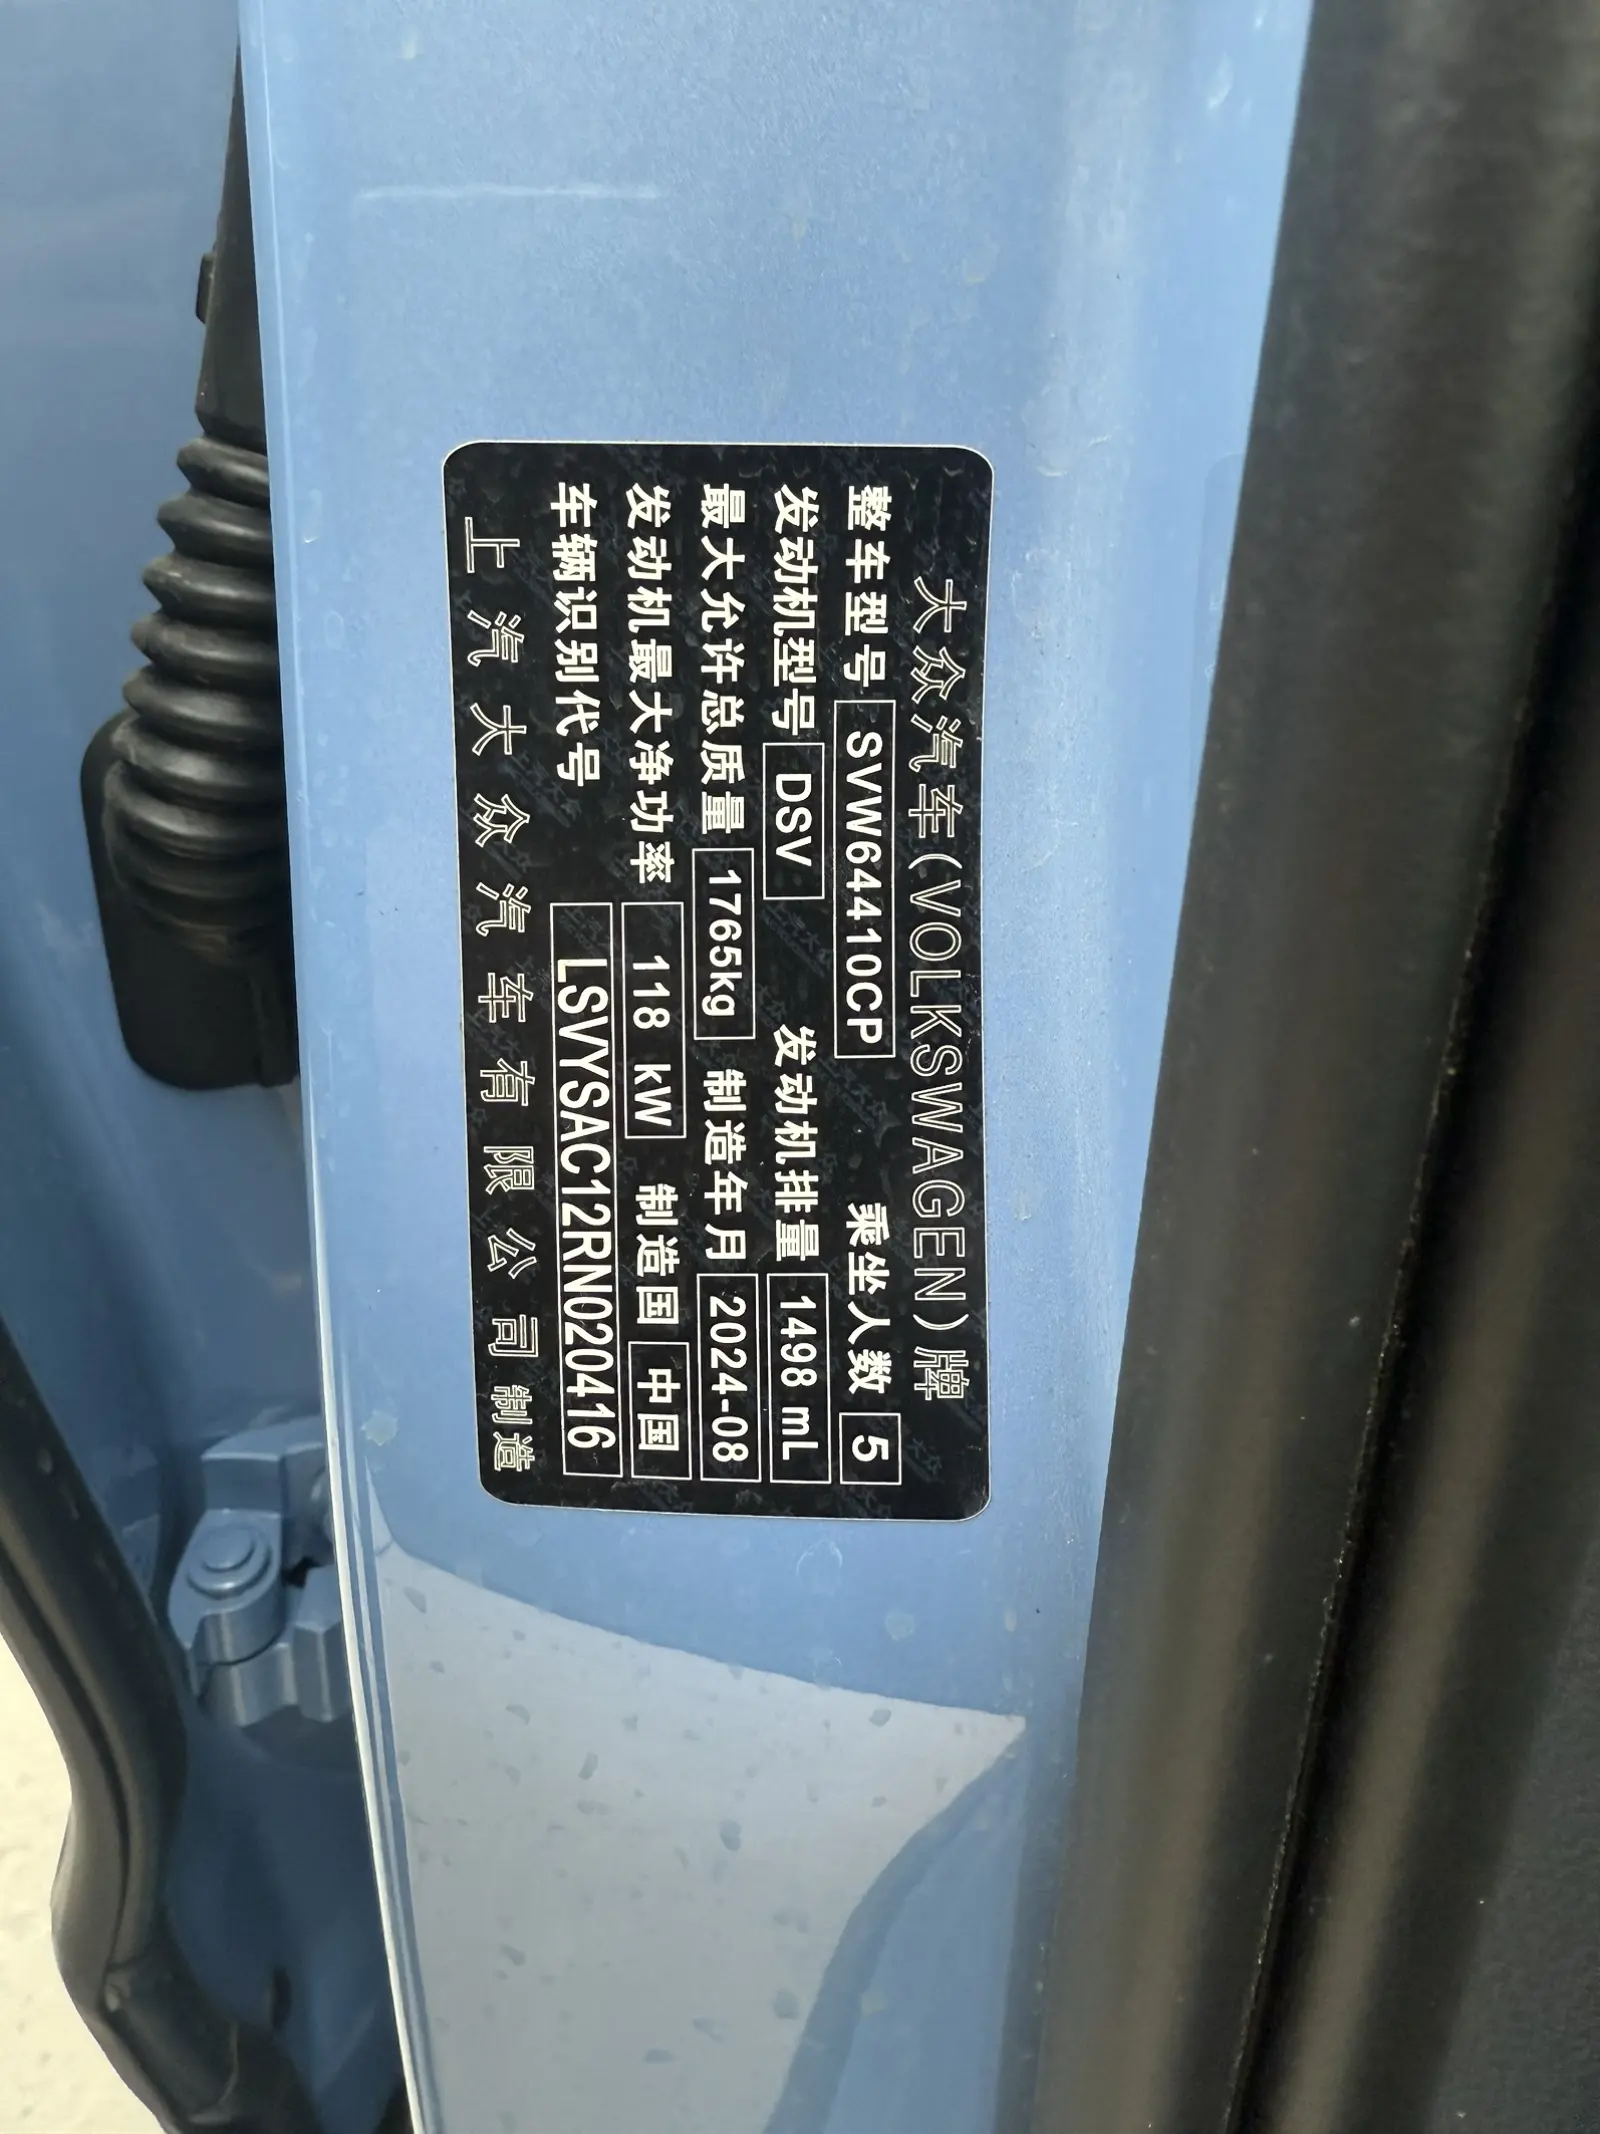 大众汽车(VOLKSWAGEN)牌
整车型号 SVW64410CP 乘坐人数 5
发动机型号 DSV 发动机排量 1498 mL
最大允许总质量 1765kg 制造年月 2024-08
发动机最大净功率 118 kW 制造国 中国
车辆识别代号 LSVYSAC12RN020416
上汽大众汽车有限公司制造